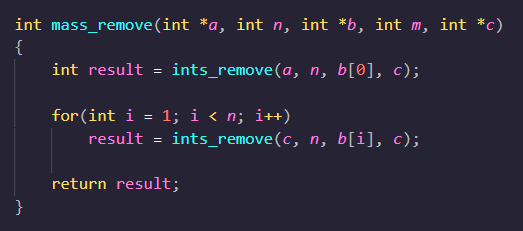 int mass_remove(int *a, int n, int *b, int m, int *c)
{
    int result = ints_remove(a, n, b[0], c);
    for(int i = 1; i < n; i++)
        result = ints_remove(c, n, b[i], c);
    return result;
}